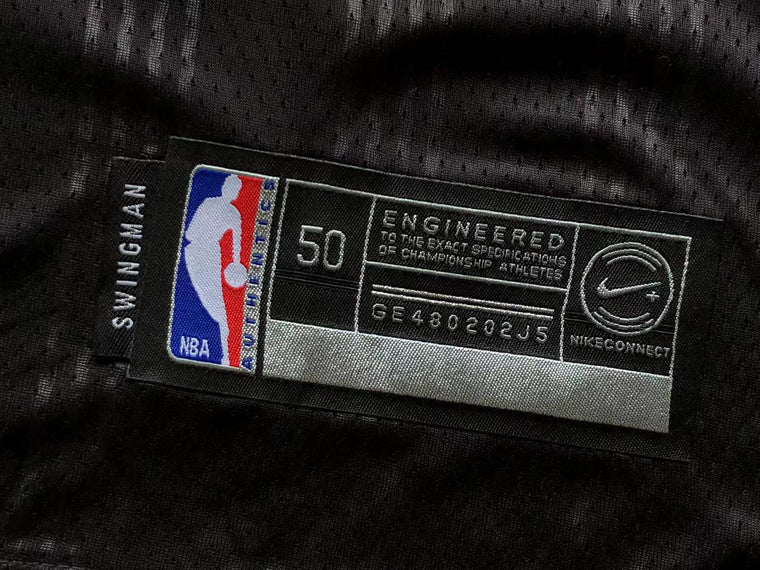 SWINGMAN
NBA
AUTHENTICS
50
ENGINEERED
TO THE EXACT SPECIFICATIONS
OF CHAMPIONSHIP ATHLETES
GE480202J5
NIKECONNECT